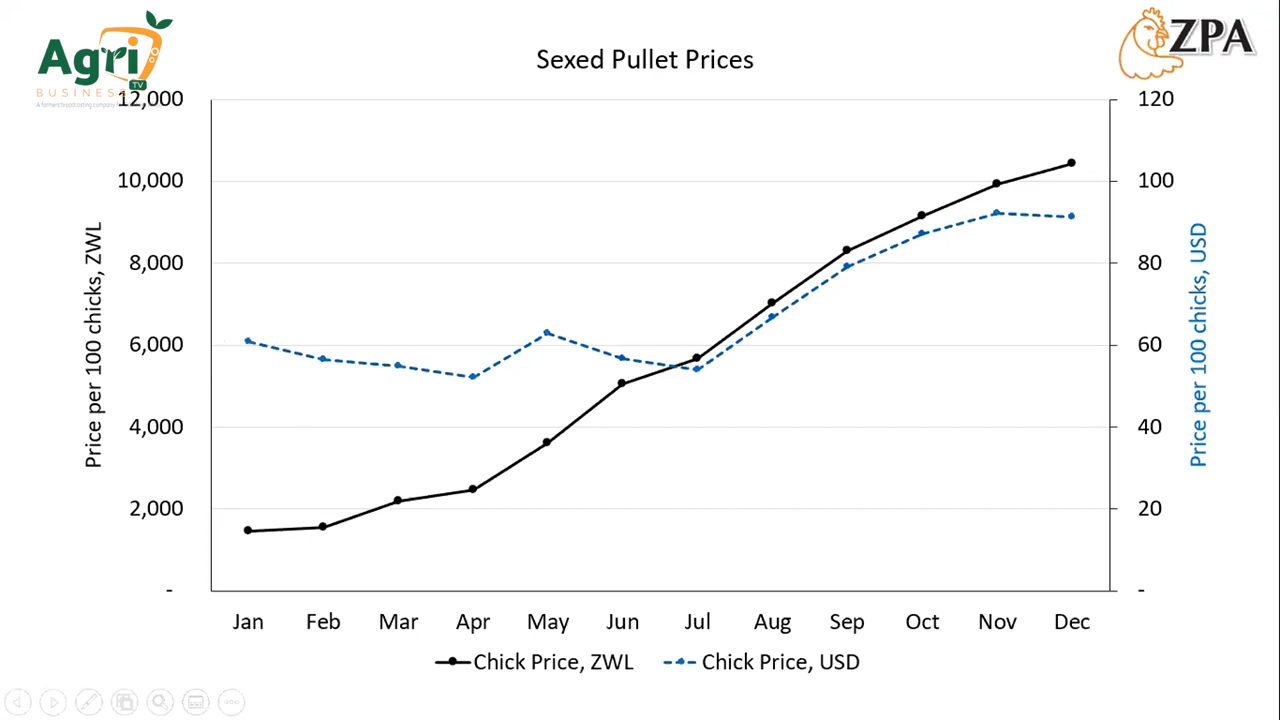 Agri
BUSINESS TV
ZPA
Sexed Pullet Prices
12,000
10,000
8,000
6,000
4,000
2,000
-
Price per 100 chicks, ZWL
120
100
80
60
40
20
-
Price per 100 chicks, USD
Jan Feb Mar Apr May Jun Jul Aug Sep Oct Nov Dec
Chick Price, ZWL Chick Price, USD